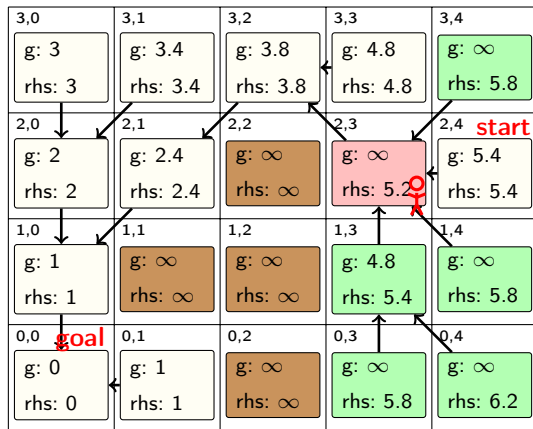 3,0 3,1 3,2 3,3 3,4
g: 3 g: 3.4 g: 3.8 g: 4.8 g: ∞
rhs: 3 rhs: 3.4 rhs: 3.8 rhs: 4.8 rhs: 5.8
2,0 2,1 2,2 2,3 2,4 start
g: 2 g: 2.4 g: ∞ g: ∞ g: 5.4
rhs: 2 rhs: 2.4 rhs: ∞ rhs: 5.2 rhs: 5.4
1,0 1,1 1,2 1,3 1,4
g: 1 g: ∞ g: ∞ g: 4.8 g: ∞
rhs: 1 rhs: ∞ rhs: ∞ rhs: 5.4 rhs: 5.8
0,0 goal 0,1 0,2 0,3 0,4
g: 0 g: 1 g: ∞ g: ∞ g: ∞
rhs: 0 rhs: 1 rhs: ∞ rhs: 5.8 rhs: 6.2